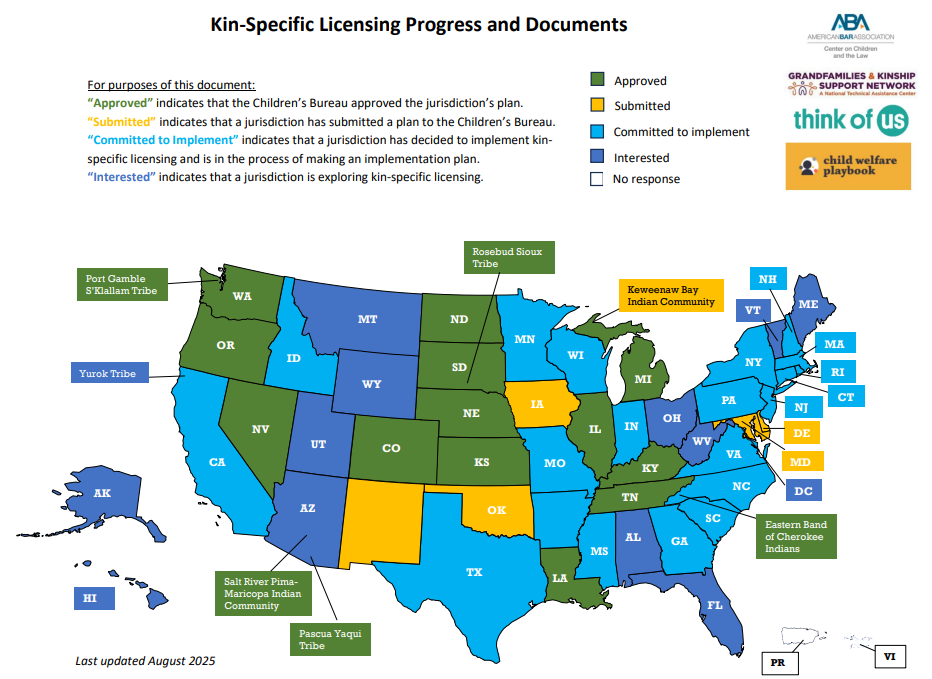 Kin-Specific Licensing Progress and Documents
ABA
AMERICANBARASSOCIATION
Center on Children
and the Law
GRANDFAMILIES & KINSHIP
SUPPORT NETWORK
A National Technical Assistance Center
think of us
child welfare
playbook
For purposes of this document:
“Approved” indicates that the Children’s Bureau approved the jurisdiction’s plan.
“Submitted” indicates that a jurisdiction has submitted a plan to the Children’s Bureau.
“Committed to Implement” indicates that a jurisdiction has decided to implement kin-
specific licensing and is in the process of making an implementation plan.
“Interested” indicates that a jurisdiction is exploring kin-specific licensing.
Approved
Submitted
Committed to implement
Interested
No response
Rosebud Sioux
Tribe
Port Gamble
S’Klallam Tribe
Keweenaw Bay
Indian Community
NH
VT
ME
WA
MT
ND
MN
OR
ID
SD
WI
NY
MA
Yurok Tribe
WY
MI
RI
CT
PA
NJ
NE
IA
NV
UT
CO
IL
IN
OH
WV
DE
MD
DC
CA
KS
MO
KY
VA
AK
AZ
OK
TN
NC
SC
Eastern Band
of Cherokee
Indians
MS
AL
GA
TX
LA
Salt River Pima-
Maricopa Indian
Community
HI
FL
Pascua Yaqui
Tribe
PR
VI
Last updated August 2025